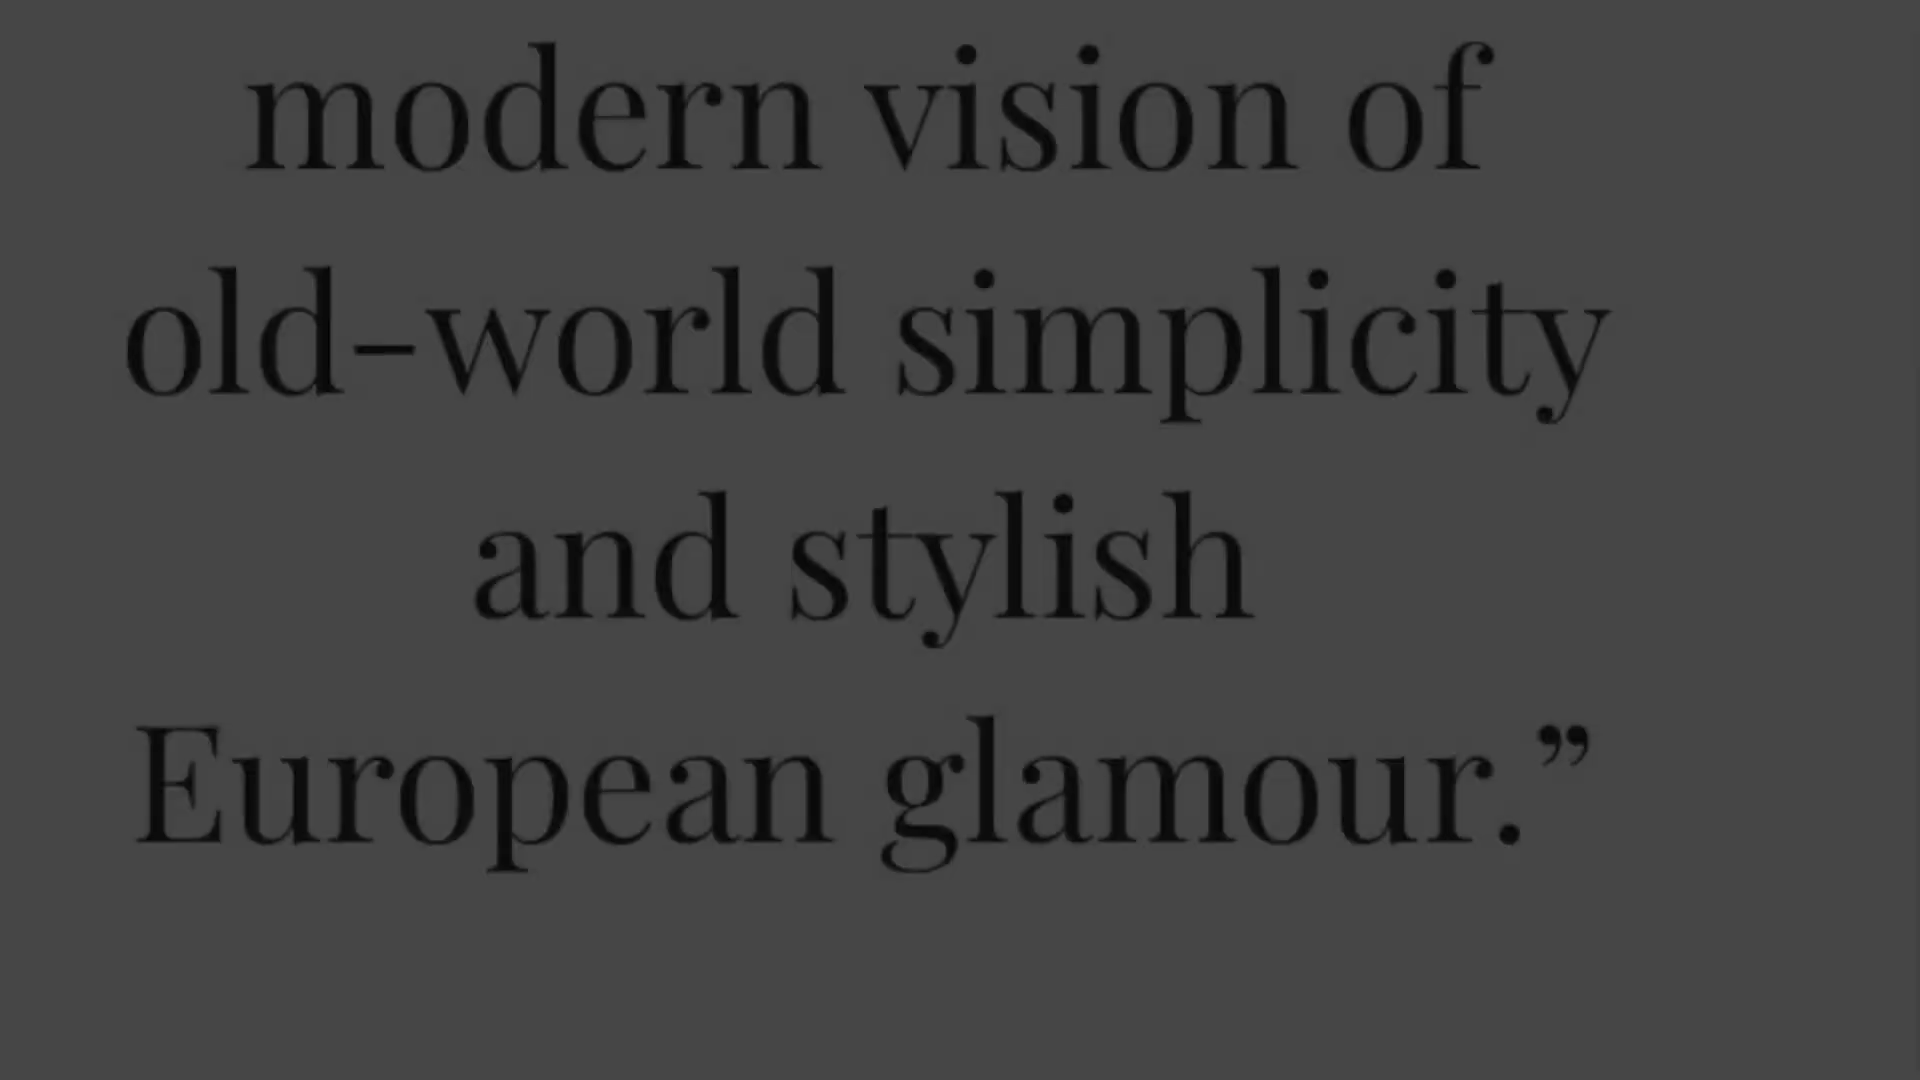 modern vision of
old-world simplicity
and stylish
European glamour.”